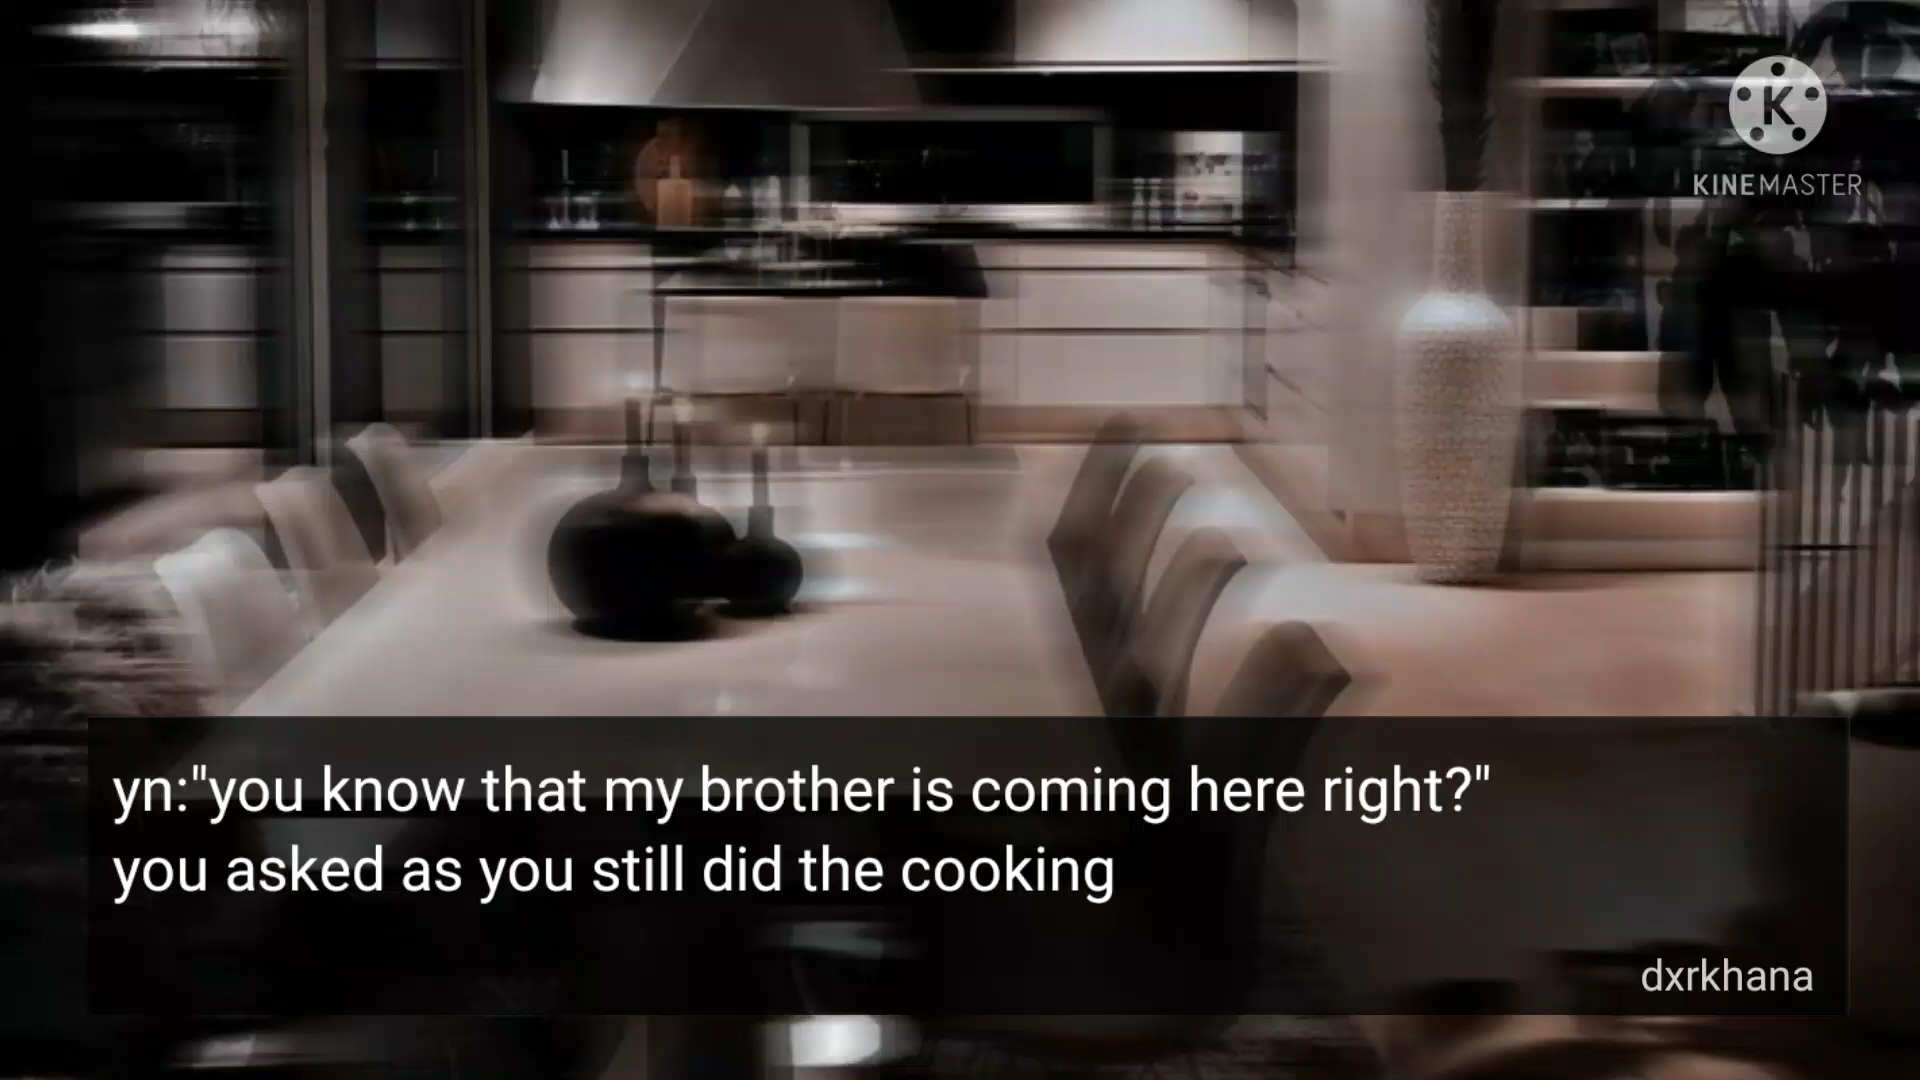 K
KINEMASTER
yn:"you know that my brother is coming here right?"
you asked as you still did the cooking
dxrkhana